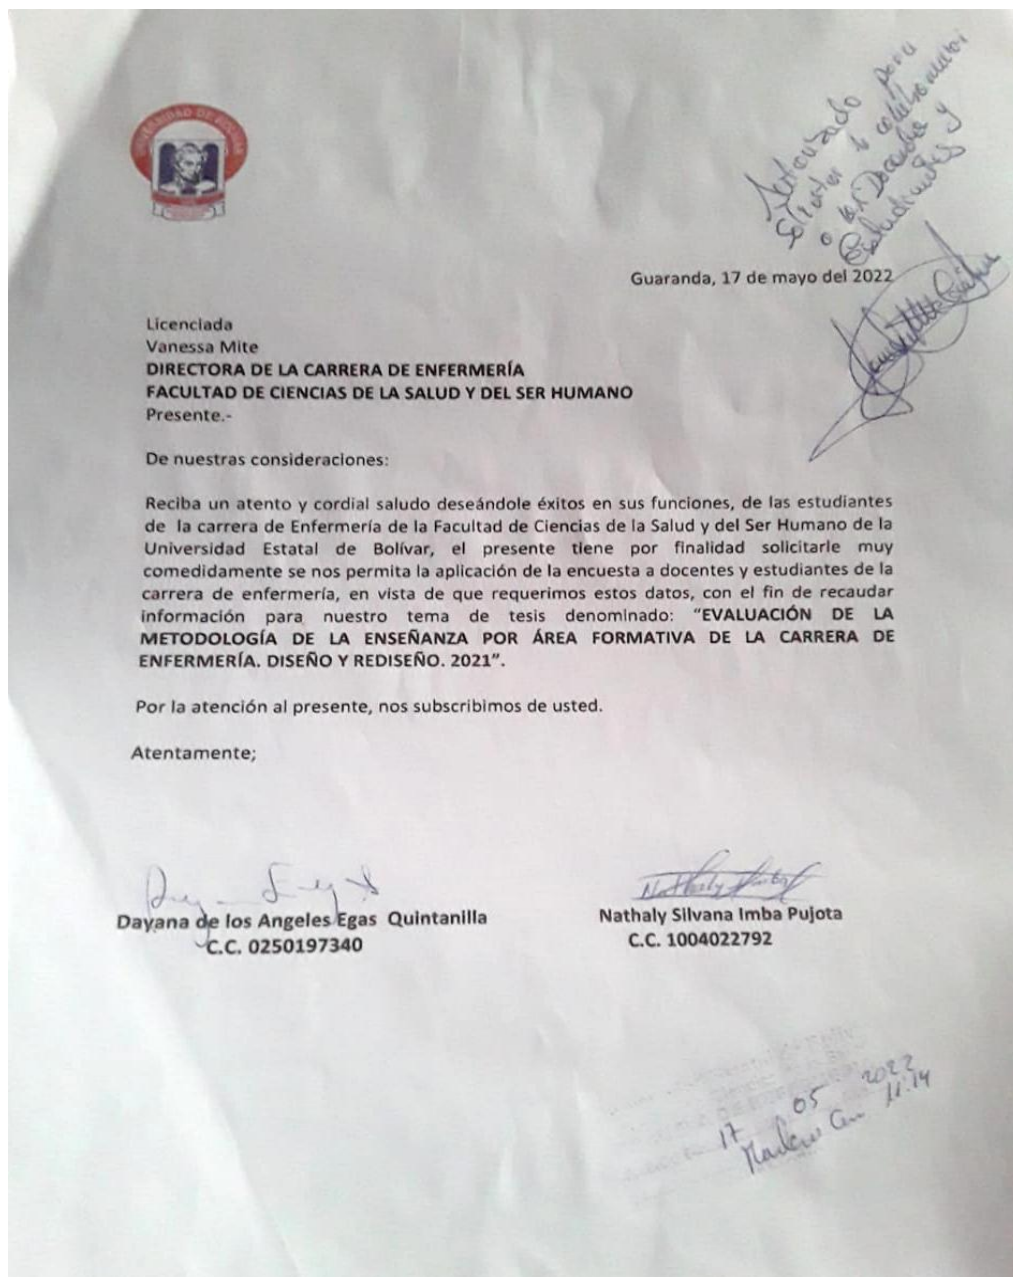 UNIVERSIDAD DE BOLIVAR
Autorizado para
solicitar la
a los Docentes y
Estudiantes
Guaranda, 17 de mayo del 2022
Licenciada
Vanessa Mite
DIRECTORA DE LA CARRERA DE ENFERMERÍA
FACULTAD DE CIENCIAS DE LA SALUD Y DEL SER HUMANO
Presente.-
De nuestras consideraciones:
Reciba un atento y cordial saludo deseándole éxitos en sus funciones, de las estudiantes
de la carrera de Enfermería de la Facultad de Ciencias de la Salud y del Ser Humano de la
Universidad Estatal de Bolívar, el presente tiene por finalidad solicitarle muy
comedidamente se nos permita la aplicación de la encuesta a docentes y estudiantes de la
carrera de enfermería, en vista de que requerimos estos datos, con el fin de recaudar
información para nuestro tema de tesis denominado: “EVALUACIÓN DE LA
METODOLOGÍA DE LA ENSEÑANZA POR ÁREA FORMATIVA DE LA CARRERA DE
ENFERMERÍA. DISEÑO Y REDISEÑO. 2021”.
Por la atención al presente, nos subscribimos de usted.
Atentamente;
Nathaly
Dayana de los Angeles Egas Quintanilla
C.C. 0250197340
Nathaly Silvana Imba Pujota
C.C. 1004022792
17 05 2022
11:14